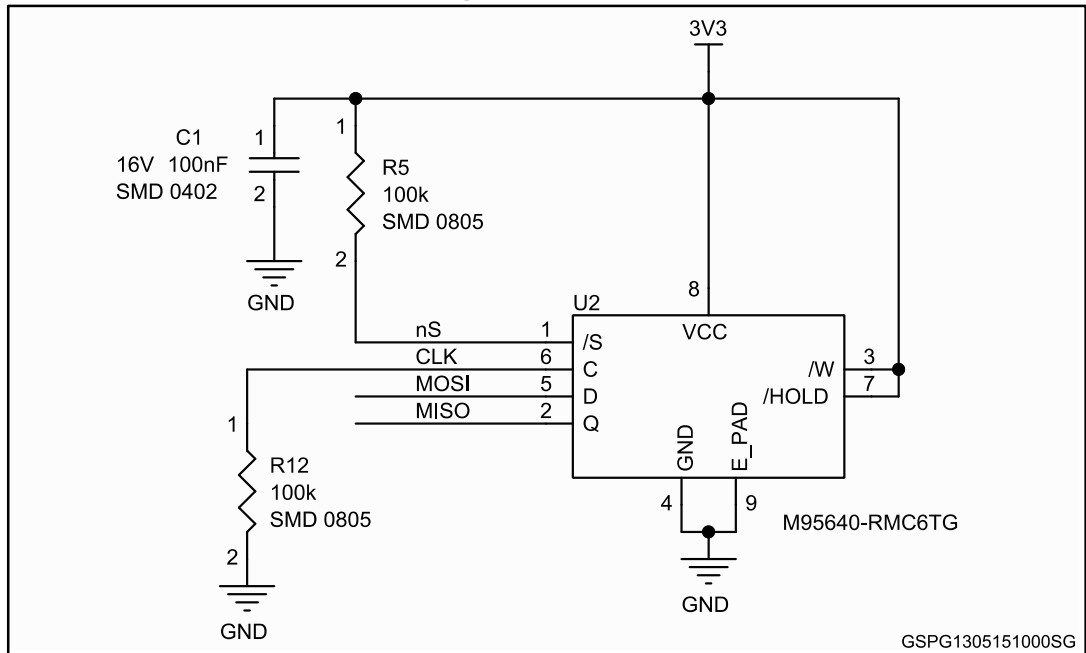 3V3
C1
1
16V 100nF
SMD 0402
2
GND
1
R5
100k
SMD 0805
2
U2
8
VCC
nS
1
/S
CLK
6
C
MOSI
5
D
MISO
2
Q
/W
3
/HOLD
7
GND
E_PAD
4
9
M95640-RMC6TG
GND
1
R12
100k
SMD 0805
2
GND
GSPG1305151000SG